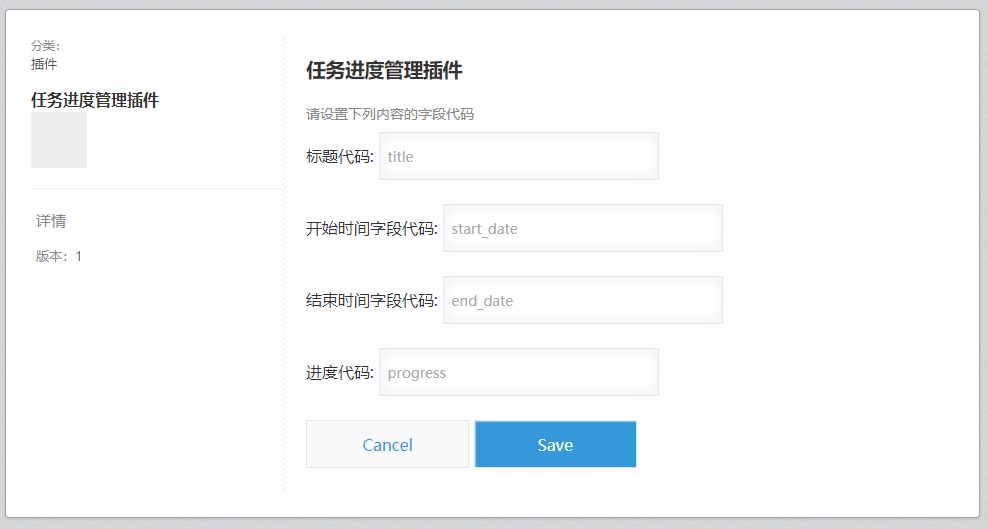 分类：
插件
任务进度管理插件
详情
版本：1
任务进度管理插件
请设置下列内容的字段代码
标题代码: title
开始时间字段代码: start_date
结束时间字段代码: end_date
进度代码: progress
Cancel Save